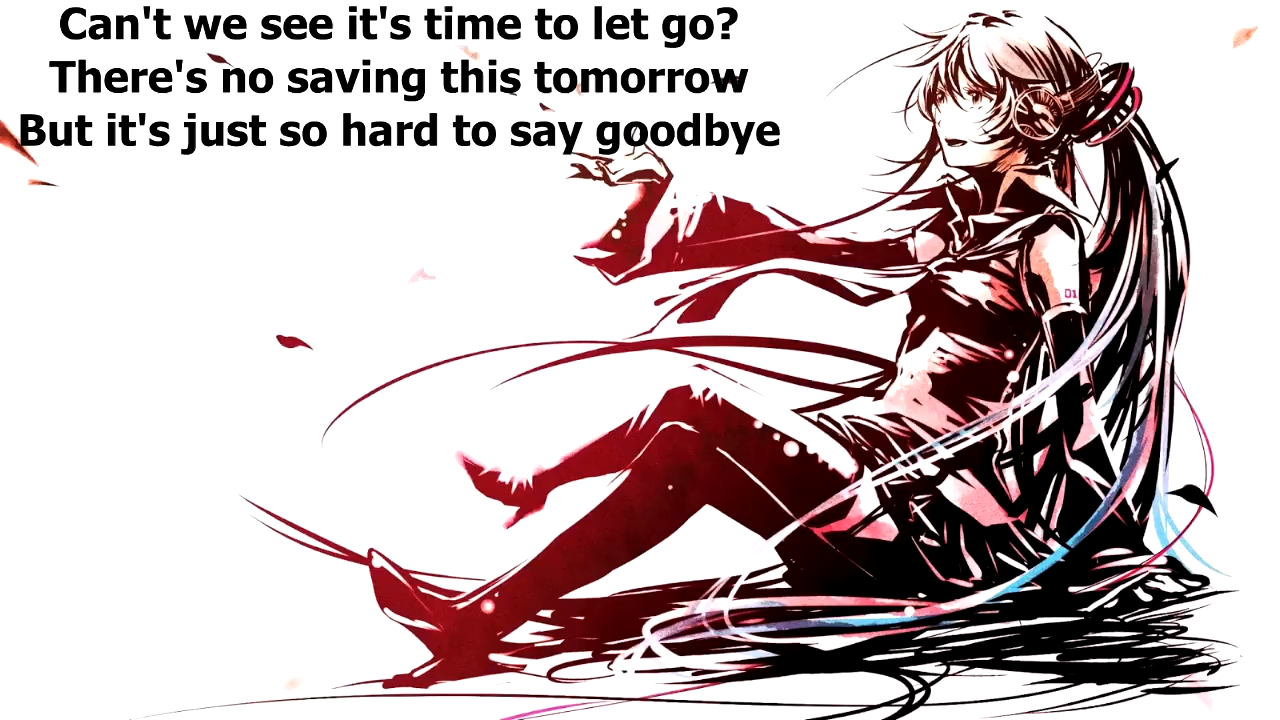 Can't we see it's time to let go?
There's no saving this tomorrow
But it's just so hard to say goodbye
01